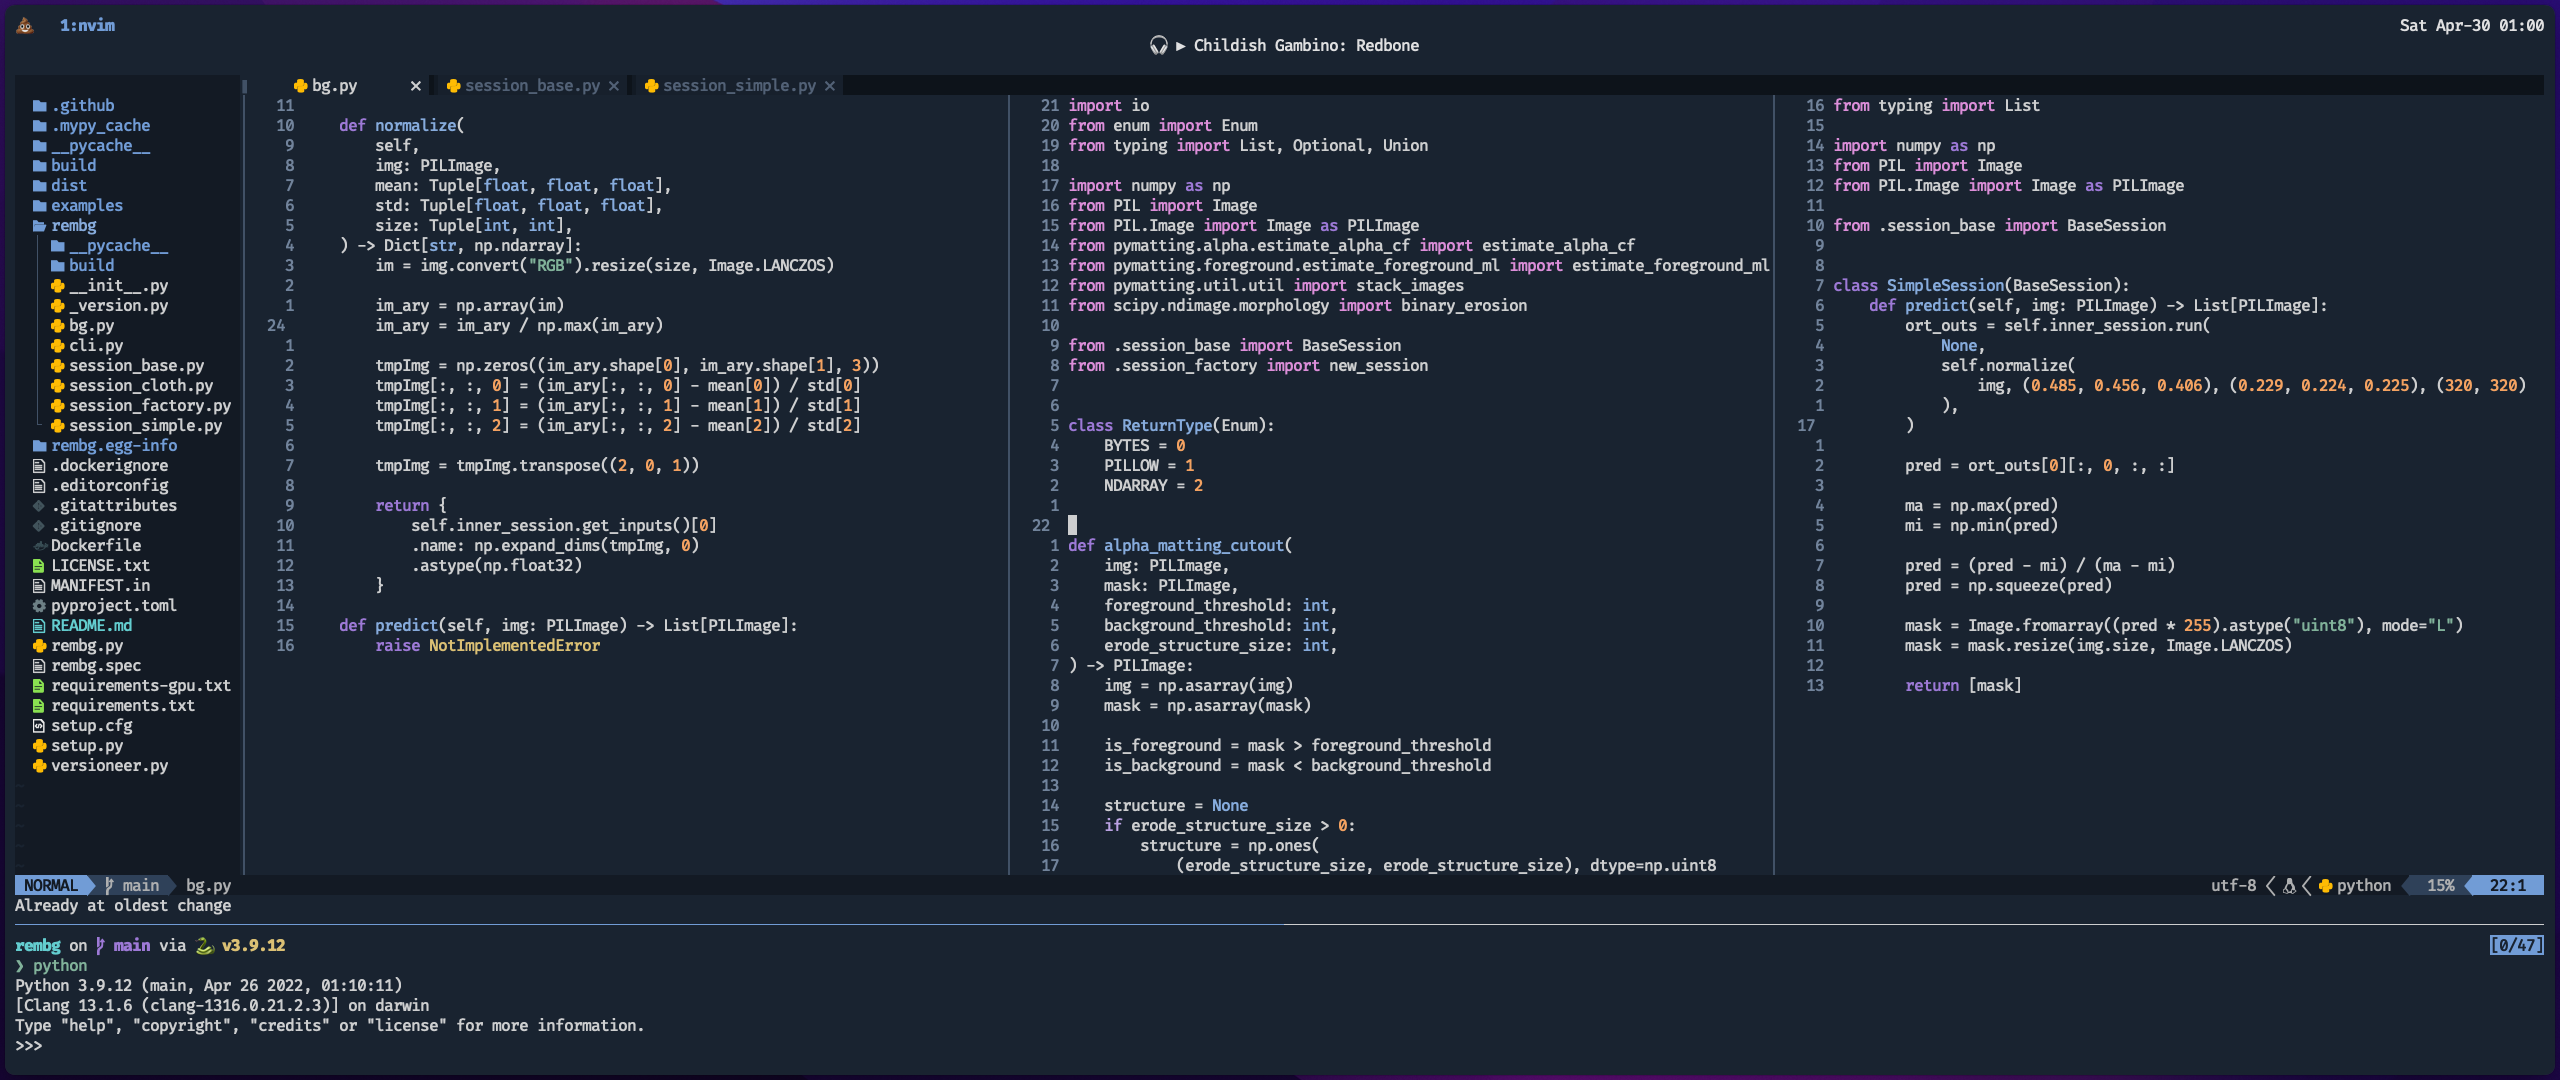 1:nvim
Sat Apr-30 01:00
Childish Gambino: Redbone
bg.py × session_base.py × session_simple.py ×
.github
.mypy_cache
__pycache__
build
dist
examples
rembg
__pycache__
build
__init__.py
_version.py
bg.py
cli.py
session_base.py
session_cloth.py
session_factory.py
session_simple.py
rembg.egg-info
.dockerignore
.editorconfig
.gitattributes
.gitignore
Dockerfile
LICENSE.txt
MANIFEST.in
pyproject.toml
README.md
rembg.py
rembg.spec
requirements-gpu.txt
requirements.txt
setup.cfg
setup.py
versioneer.py
11
10     def normalize(
9         self,
8         img: PILImage,
7         mean: Tuple[float, float, float],
6         std: Tuple[float, float, float],
5         size: Tuple[int, int],
4     ) -> Dict[str, np.ndarray]:
3         im = img.convert("RGB").resize(size, Image.LANCZOS)
2
1         im_ary = np.array(im)
24         im_ary = im_ary / np.max(im_ary)
1
2         tmpImg = np.zeros((im_ary.shape[0], im_ary.shape[1], 3))
3         tmpImg[:, :, 0] = (im_ary[:, :, 0] - mean[0]) / std[0]
4         tmpImg[:, :, 1] = (im_ary[:, :, 1] - mean[1]) / std[1]
5         tmpImg[:, :, 2] = (im_ary[:, :, 2] - mean[2]) / std[2]
6
7         tmpImg = tmpImg.transpose((2, 0, 1))
8
9         return {
10             self.inner_session.get_inputs()[0]
11             .name: np.expand_dims(tmpImg, 0)
12             .astype(np.float32)
13         }
14
15     def predict(self, img: PILImage) -> List[PILImage]:
16         raise NotImplementedError
21 import io
20 from enum import Enum
19 from typing import List, Optional, Union
18
17 import numpy as np
16 from PIL import Image
15 from PIL.Image import Image as PILImage
14 from pymatting.alpha.estimate_alpha_cf import estimate_alpha_cf
13 from pymatting.foreground.estimate_foreground_ml import estimate_foreground_ml
12 from pymatting.util.util import stack_images
11 from scipy.ndimage.morphology import binary_erosion
10
9 from .session_base import BaseSession
8 from .session_factory import new_session
7
6
5 class ReturnType(Enum):
4     BYTES = 0
3     PILLOW = 1
2     NDARRAY = 2
1
22
1 def alpha_matting_cutout(
2     img: PILImage,
3     mask: PILImage,
4     foreground_threshold: int,
5     background_threshold: int,
6     erode_structure_size: int,
7 ) -> PILImage:
8     img = np.asarray(img)
9     mask = np.asarray(mask)
10
11     is_foreground = mask > foreground_threshold
12     is_background = mask < background_threshold
13
14     structure = None
15     if erode_structure_size > 0:
16         structure = np.ones(
17             (erode_structure_size, erode_structure_size), dtype=np.uint8
16 from typing import List
15
14 import numpy as np
13 from PIL import Image
12 from PIL.Image import Image as PILImage
11
10 from .session_base import BaseSession
9
8
7 class SimpleSession(BaseSession):
6     def predict(self, img: PILImage) -> List[PILImage]:
5         ort_outs = self.inner_session.run(
4             None,
3             self.normalize(
2                 img, (0.485, 0.456, 0.406), (0.229, 0.224, 0.225), (320, 320)
1             ),
17         )
1
2         pred = ort_outs[0][:, 0, :, :]
3
4         ma = np.max(pred)
5         mi = np.min(pred)
6
7         pred = (pred - mi) / (ma - mi)
8         pred = np.squeeze(pred)
9
10         mask = Image.fromarray((pred * 255).astype("uint8"), mode="L")
11         mask = mask.resize(img.size, Image.LANCZOS)
12
13         return [mask]
NORMAL main bg.py utf-8 python 15% 22:1
Already at oldest change
rembg on main via v3.9.12
[0/47]
❯ python
Python 3.9.12 (main, Apr 26 2022, 01:10:11)
[Clang 13.1.6 (clang-1316.0.21.2.3)] on darwin
Type "help", "copyright", "credits" or "license" for more information.
>>>